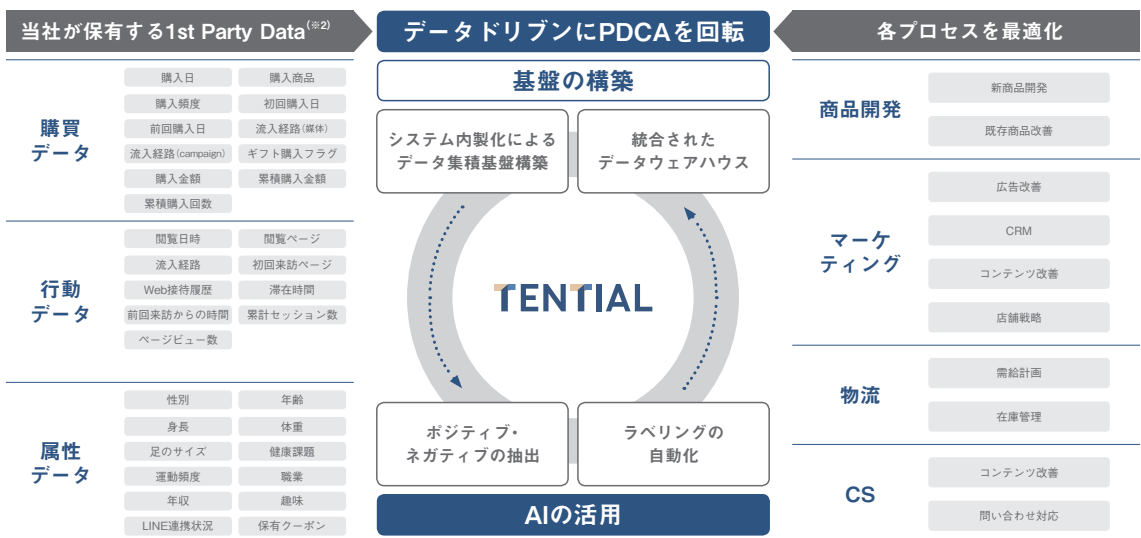 当社が保有する1st Party Data(※2)
購買
データ
購入日
購入商品
購入頻度
初回購入日
前回購入日
流入経路(媒体)
流入経路(campaign)
ギフト購入フラグ
購入金額
累積購入金額
累積購入回数
行動
データ
閲覧日時
閲覧ページ
流入経路
初回来訪ページ
Web接待履歴
滞在時間
前回来訪からの時間
累計セッション数
ページビュー数
属性
データ
性別
年齢
身長
体重
足のサイズ
健康課題
運動頻度
職業
年収
趣味
LINE連携状況
保有クーポン
データドリブンにPDCAを回転
基盤の構築
システム内製化による
データ集積基盤構築
統合された
データウェアハウス
TENTIAL
ポジティブ・
ネガティブの抽出
ラベリングの
自動化
AIの活用
各プロセスを最適化
商品開発
新商品開発
既存商品改善
マーケ
ティング
広告改善
CRM
コンテンツ改善
店舗戦略
物流
需給計画
在庫管理
CS
コンテンツ改善
問い合わせ対応